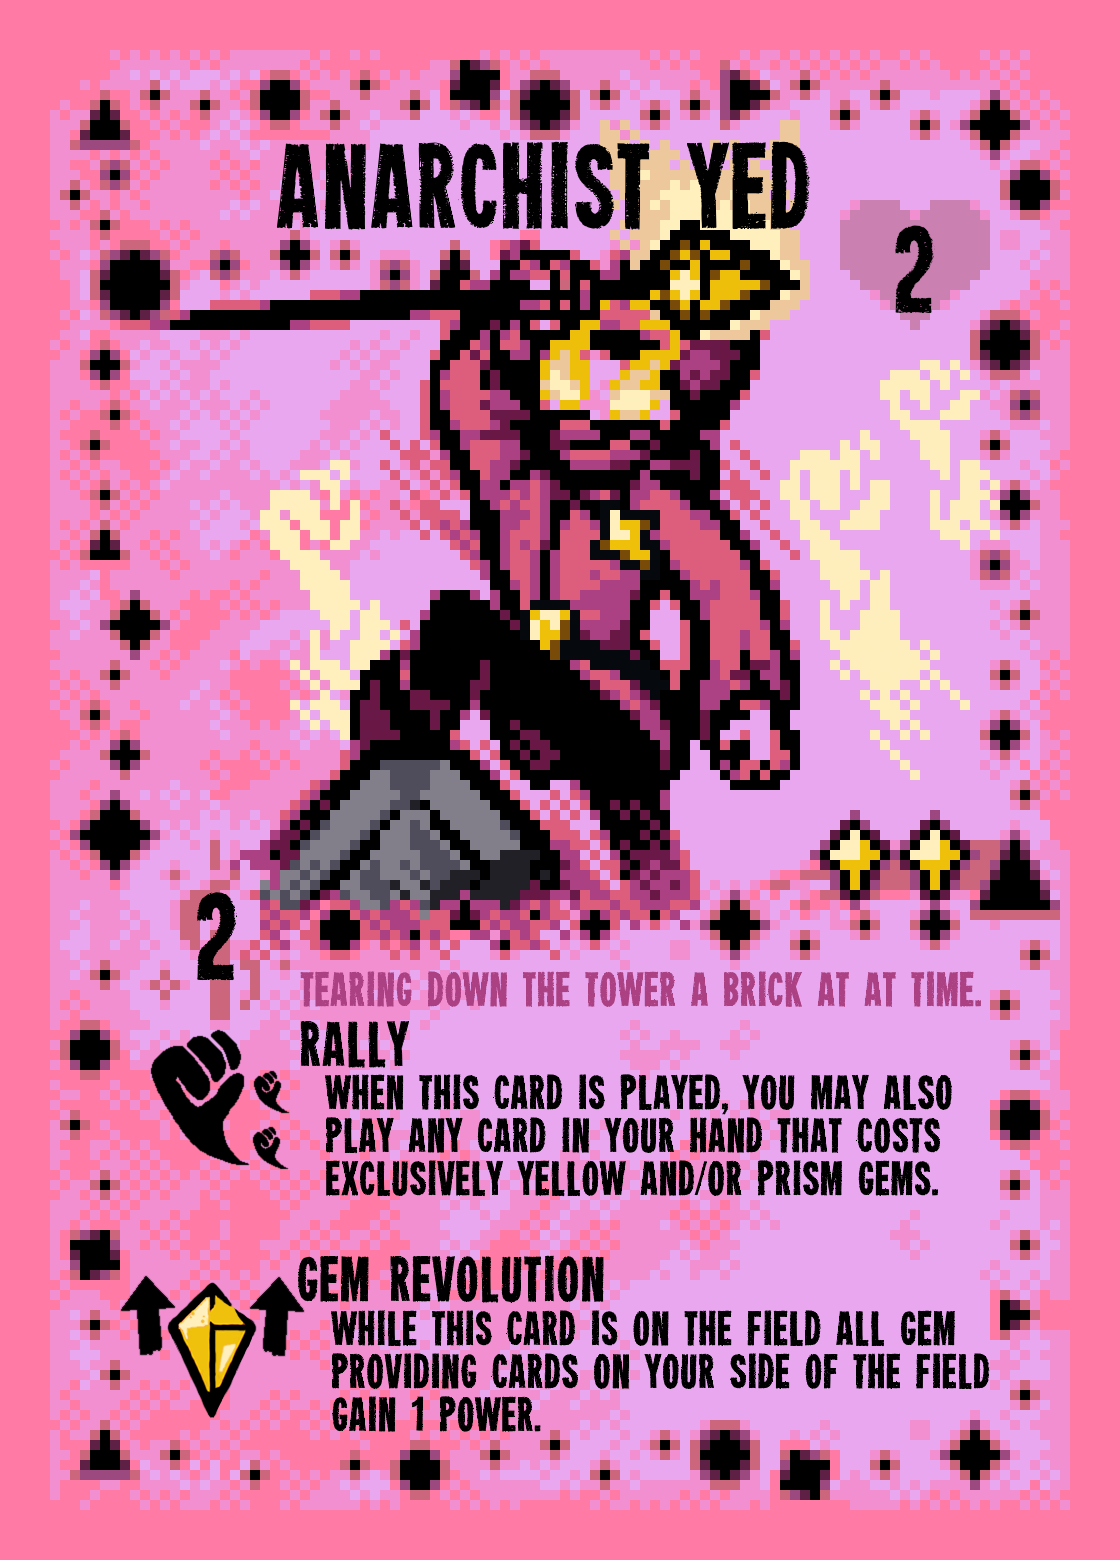 ANARCHIST YED
2
2
TEARING DOWN THE TOWER A BRICK AT AT TIME.
RALLY
WHEN THIS CARD IS PLAYED, YOU MAY ALSO
PLAY ANY CARD IN YOUR HAND THAT COSTS
EXCLUSIVELY YELLOW AND/OR PRISM GEMS.
GEM REVOLUTION
WHILE THIS CARD IS ON THE FIELD ALL GEM
PROVIDING CARDS ON YOUR SIDE OF THE FIELD
GAIN 1 POWER.